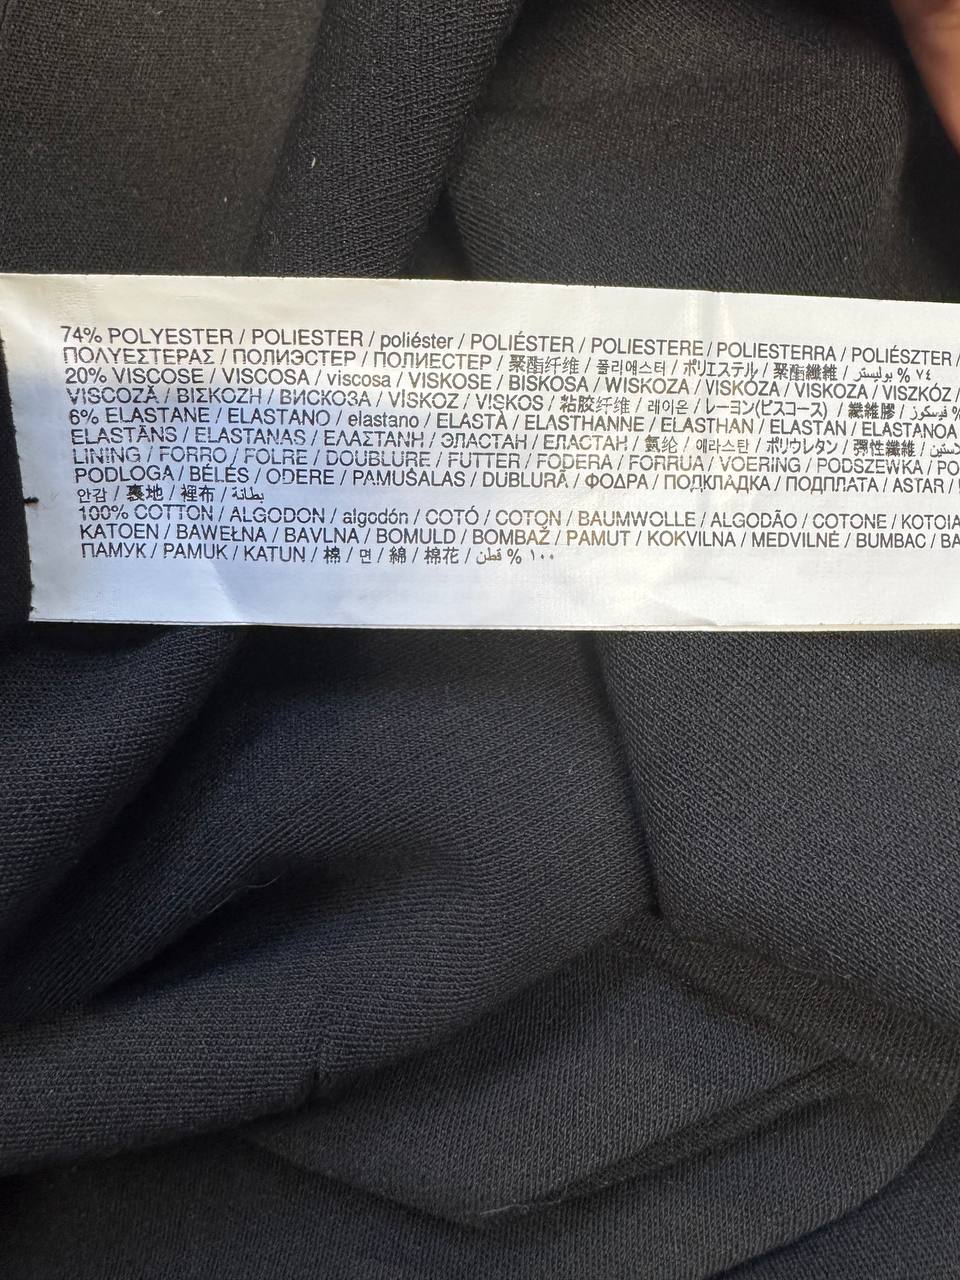 74% POLYESTER / POLIESTER / poliéster / POLIÉSTER / POLIESTER / POLIESTERE / POLIESTERRA / POLIÉSZTER /
ΠΟΛΥΕΣΤΕΡΑΣ / ПОЛИЭСТЕР / ПОЛИЕСТЕР / 聚酯纤维 / 폴리에스터 / ポリエステル / 聚酯纖維 / بوليستر % ٧٤
20% VISCOSE / VISCOSA / viscosa / VISKOSE / BISKOSA / WISKOZA / VISKÓZA / VISKOZA / VISZKÓZ /
VISCOZĂ / ΒΙΣΚΟΖΗ / ВИСКОЗА / VİSKOZ / VISKOS / 粘胶纤维 / 레이온 / レーヨン(ビスコース) / 纖維膠 / فيسكوز %
6% ELASTANE / ELASTANO / elastano / ELASTÀ / ELASTHANNE / ELASTHAN / ELASTAN / ELASTANOA
ELASTĀNS / ELASTANAS / ΕΛΑΣΤΑΝΗ / ЭЛАСТАН / ЕЛАСТАН / 氨纶 / 에라스탄 / ポリウレタン / 彈性纖維 /
LINING / FORRO / FOLRE / DOUBLURE / FUTTER / FODERA / FORRUA / VOERING / PODSZEWKA /
PODLOGA / BÉLÉS / ODERE / PAMUŠALAS / DUBLURĂ / ΦΟΔΡΑ / ПОДКЛАДКА / ПОДПЛАТА / ASTAR /
안감 / 裏地 / 裡布 / بطانة
100% COTTON / ALGODON / algodón / COTÓ / COTON / BAUMWOLLE / ALGODÃO / COTONE /
KATOEN / BAWEŁNA / BAVLNA / BOMULD / BOMBAŽ / PAMUT / KOKVILNA / MEDVILNĖ / BUMBAC /
ПАМУК / PAMUK / KATUN / 棉 / 면 / 綿 / 棉花 / قطن % ١٠٠